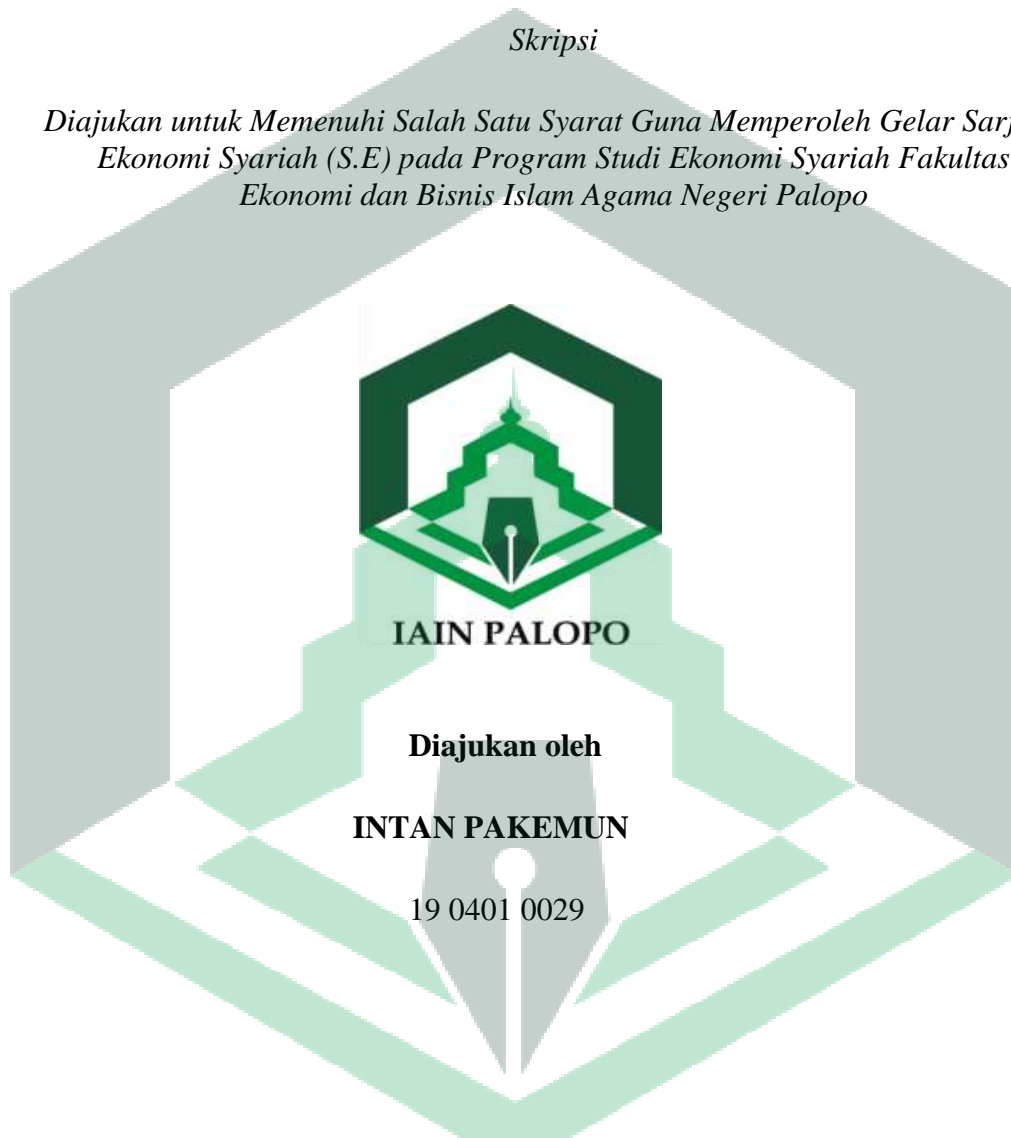 Skripsi
Diajukan untuk Memenuhi Salah Satu Syarat Guna Memperoleh Gelar Sarj
Ekonomi Syariah (S.E) pada Program Studi Ekonomi Syariah Fakultas
Ekonomi dan Bisnis Islam Agama Negeri Palopo
IAIN PALOPO
Diajukan oleh
INTAN PAKEMUN
19 0401 0029